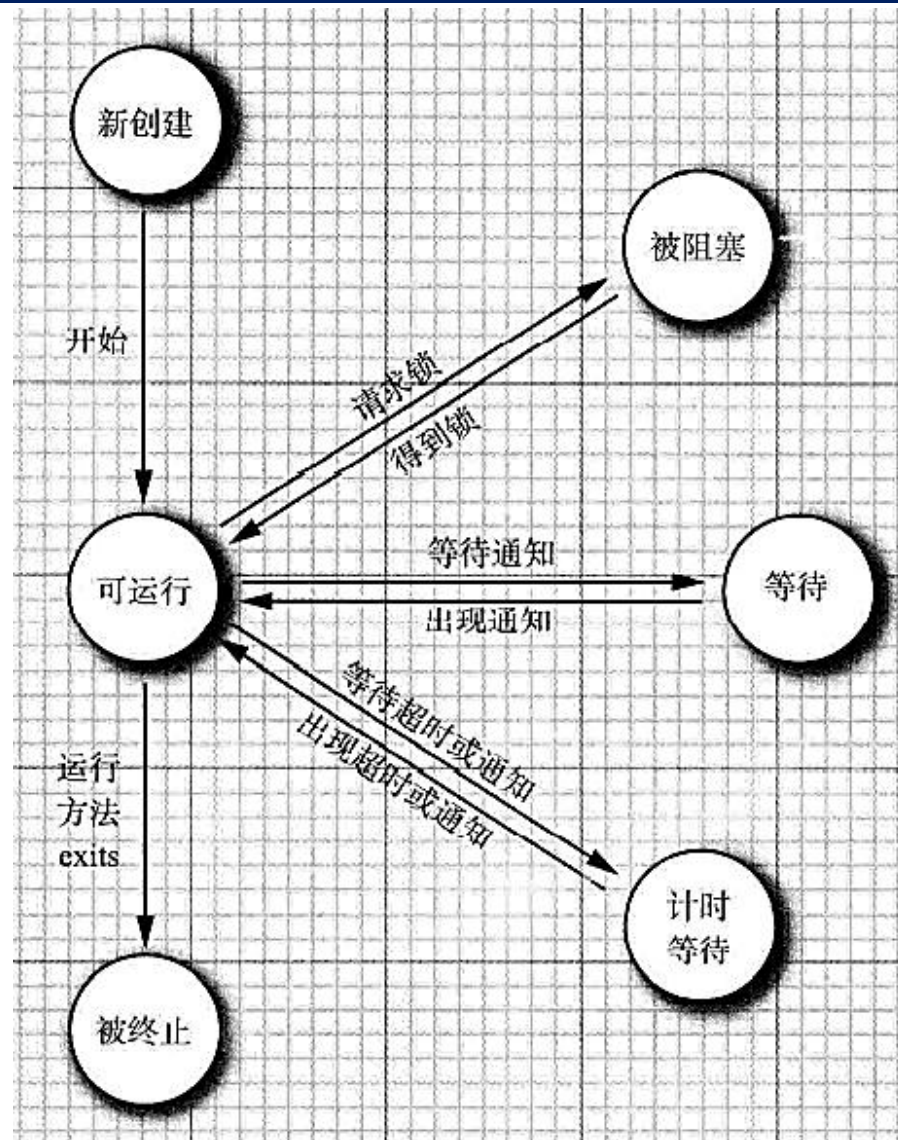 新创建
被阻塞
开始
请求锁
得到锁
等待通知
可运行
等待
出现通知
等待超时或通知
出现超时或通知
运行
方法
exits
计时
等待
被终止